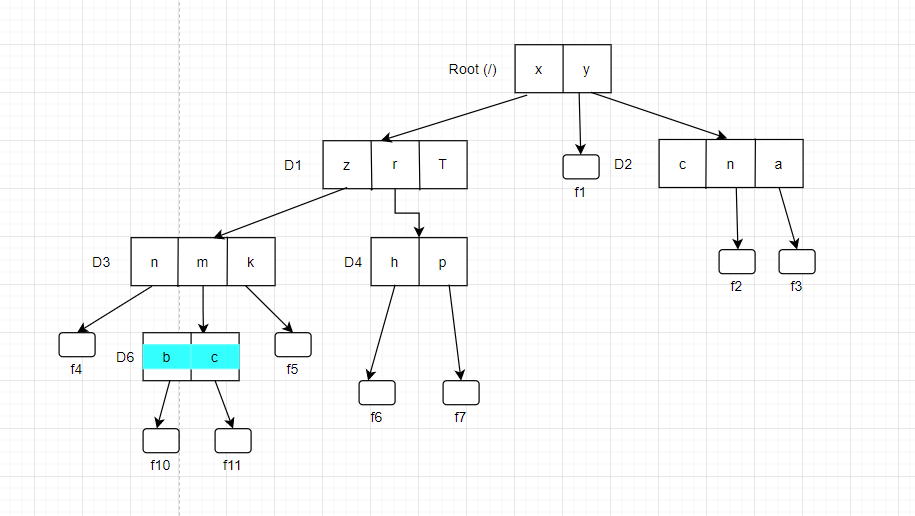 Root (/) x y
D1 z r T
f1
D2 c n a
D3 n m k
D4 h p
f2 f3
f4
D6 b c
f5
f6 f7
f10 f11